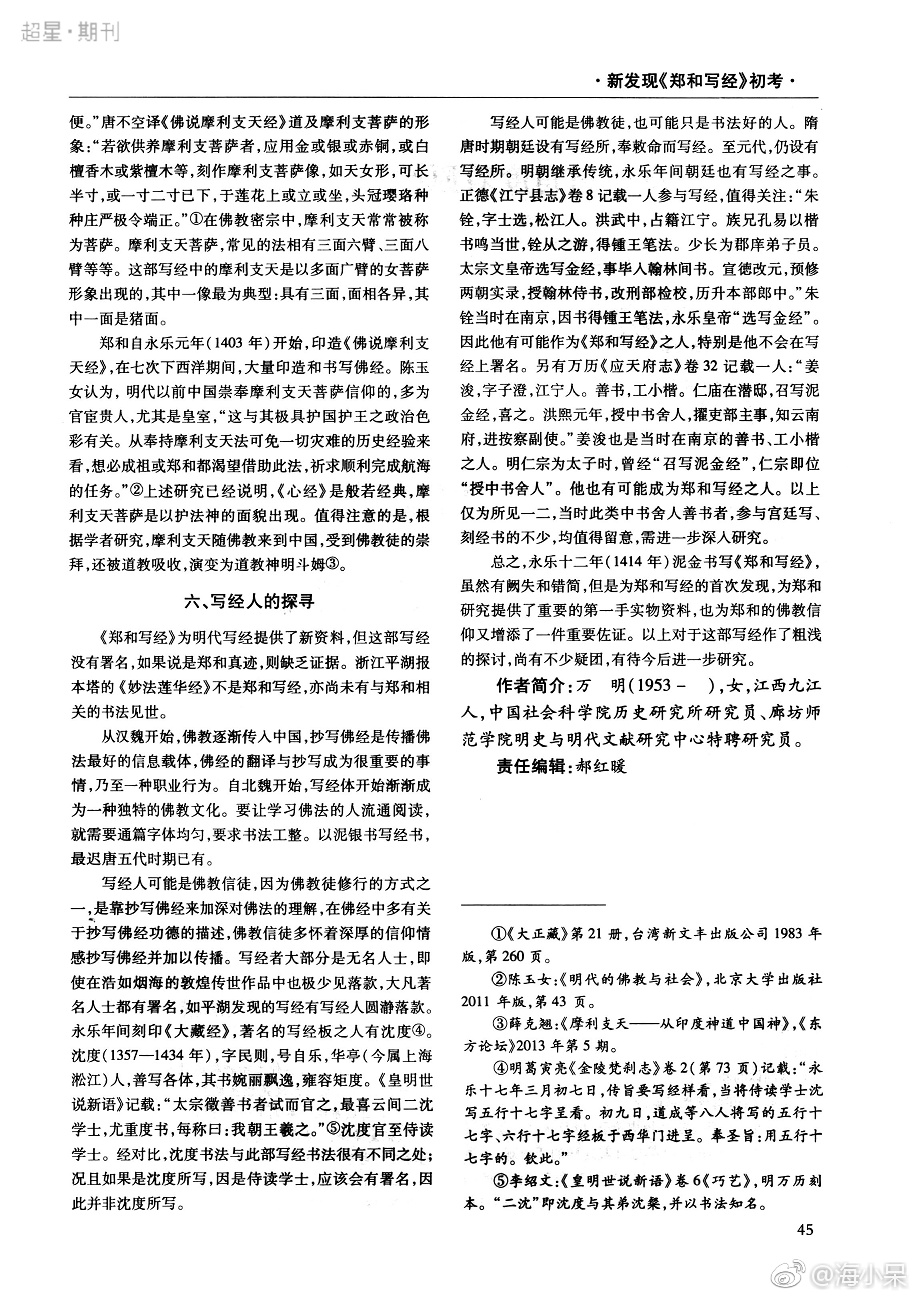 超星·期刊
·新发现《郑和写经》初考·
便。”唐不空译《佛说摩利支天经》道及摩利支菩萨的形
象:“若欲供养摩利支菩萨者,应用金或银或赤铜,或白
檀香木或紫檀木等,刻作摩利支菩萨像,如天女形,可长
半寸,或一寸二寸已下,于莲花上或立或坐,头冠璎珞种
种庄严极令端正。”①在佛教密宗中,摩利支天常常被称
为菩萨。摩利支天菩萨,常见的法相有三面六臂、三面八
臂等等。这部写经中的摩利支天是以多面广臂的女菩萨
形象出现的,其中一像最为典型:具有三面,面相各异,其
中一面是猪面。
郑和自永乐元年(1403 年)开始,印造《佛说摩利支
天经》,在七次下西洋期间,大量印造和书写佛经。陈玉
女认为, 明代以前中国崇奉摩利支天菩萨信仰的,多为
官宦贵人,尤其是皇室,“这与其极具护国护王之政治色
彩有关。从奉持摩利支天法可免一切灾难的历史经验来
看,想必成祖或郑和都渴望借助此法,祈求顺利完成航海
的任务。”②上述研究已经说明,《心经》是般若经典,摩
利支天菩萨是以护法神的面貌出现。值得注意的是,根
据学者研究,摩利支天随佛教来到中国,受到佛教徒的崇
拜,还被道教吸收,演变为道教神明斗姆③。
六、写经人的探寻
《郑和写经》为明代写经提供了新资料,但这部写经
没有署名,如果说是郑和真迹,则缺乏证据。浙江平湖报
本塔的《妙法莲华经》不是郑和写经,亦尚未有与郑和相
关的书法见世。
从汉魏开始,佛教逐渐传入中国,抄写佛经是传播佛
法最好的信息载体,佛经的翻译与抄写成为很重要的事
情,乃至一种职业行为。自北魏开始,写经体开始渐渐成
为一种独特的佛教文化。要让学习佛法的人流通阅读,
就需要通篇字体均匀,要求书法工整。以泥银书写经书,
最迟唐五代时期已有。
写经人可能是佛教信徒,因为佛教徒修行的方式之
一,是靠抄写佛经来加深对佛法的理解,在佛经中多有关
于抄写佛经功德的描述,佛教信徒多怀着深厚的信仰情
感抄写佛经并加以传播。写经者大部分是无名人士,即
使在浩如烟海的敦煌传世作品中也极少见落款,大凡著
名人士都有署名,如平湖发现的写经有写经人圆瀞落款。
永乐年间刻印《大藏经》,著名的写经板之人有沈度④。
沈度(1357—1434 年),字民则,号自乐,华亭(今属上海
淞江)人,善写各体,其书婉丽飘逸,雍容矩度。《皇明世
说新语》记载:“太宗徵善书者试而官之,最喜云间二沈
学士,尤重度书,每称曰:我朝王羲之。”⑤沈度官至侍读
学士。经对比,沈度书法与此部写经书法很有不同之处;
况且如果是沈度所写,因是侍读学士,应该会有署名,因
此并非沈度所写。
写经人可能是佛教徒,也可能只是书法好的人。隋
唐时期朝廷设有写经所,奉敕命而写经。至元代,仍设有
写经所。明朝继承传统,永乐年间朝廷也有写经之事。
正德《江宁县志》卷 8 记载一人参与写经,值得关注:“朱
铨,字士选,松江人。洪武中,占籍江宁。族兄孔易以楷
书鸣当世,铨从之游,得锺王笔法。少长为郡庠弟子员。
太宗文皇帝选写金经,事毕人翰林间书。宣德改元,预修
两朝实录,授翰林侍书,改刑部检校,历升本部郎中。”朱
铨当时在南京,因书得锺王笔法,永乐皇帝“选写金经”。
因此他有可能作为《郑和写经》之人,特别是他不会在写
经上署名。另有万历《应天府志》卷 32 记载一人:“姜
浚,字子澄,江宁人。善书,工小楷。仁庙在潜邸,召写泥
金经,喜之。洪熙元年,授中书舍人,擢吏部主事,知云南
府,进按察副使。”姜浚也是当时在南京的善书、工小楷
之人。明仁宗为太子时,曾经“召写泥金经”,仁宗即位
“授中书舍人”。他也有可能成为郑和写经之人。以上
仅为所见一二,当时此类中书舍人善书者,参与宫廷写、
刻经书的不少,均值得留意,需进一步深人研究。
总之,永乐十二年(1414 年)泥金书写《郑和写经》,
虽然有阙失和错简,但是为郑和写经的首次发现,为郑和
研究提供了重要的第一手实物资料,也为郑和的佛教信
仰又增添了一件重要佐证。以上对于这部写经作了粗浅
的探讨,尚有不少疑团,有待今后进一步研究。
作者简介:万 明(1953 - ),女,江西九江
人,中国社会科学院历史研究所研究员、廊坊师
范学院明史与明代文献研究中心特聘研究员。
责任编辑:郝红暖
①《大正藏》第 21 册,台湾新文丰出版公司 1983 年
版,第 260 页。
②陈玉女:《明代的佛教与社会》,北京大学出版社
2011 年版,第 43 页。
③薛克翘:《摩利支天——从印度神道中国神》,《东
方论坛》2013 年第 5 期。
④明葛寅亮《金陵梵刹志》卷 2(第 73 页)记载:“永
乐十七年三月初七日,传旨要写经样看,当将侍读学士沈
写五行十七字呈看。初九日,道成等八人将写的五行十
七字、六行十七字经板于西华门进呈。奉圣旨:用五行十
七字的。钦此。”
⑤李绍文:《皇明世说新语》卷 6《巧艺》,明万历刻
本。“二沈”即沈度与其弟沈粲,并以书法知名。
45
@海小呆